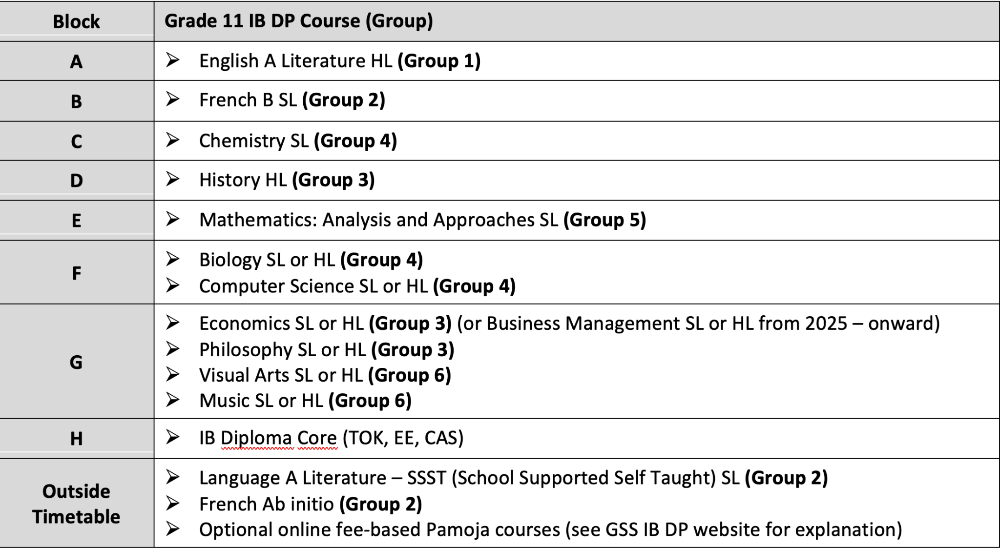 Block
Grade 11 IB DP Course (Group)
A
➢ English A Literature HL (Group 1)
B
➢ French B SL (Group 2)
C
➢ Chemistry SL (Group 4)
D
➢ History HL (Group 3)
E
➢ Mathematics: Analysis and Approaches SL (Group 5)
F
➢ Biology SL or HL (Group 4)
➢ Computer Science SL or HL (Group 4)
G
➢ Economics SL or HL (Group 3) (or Business Management SL or HL from 2025 – onward)
➢ Philosophy SL or HL (Group 3)
➢ Visual Arts SL or HL (Group 6)
➢ Music SL or HL (Group 6)
H
➢ IB Diploma Core (TOK, EE, CAS)
Outside
Timetable
➢ Language A Literature – SSST (School Supported Self Taught) SL (Group 2)
➢ French Ab initio (Group 2)
➢ Optional online fee-based Pamoja courses (see GSS IB DP website for explanation)